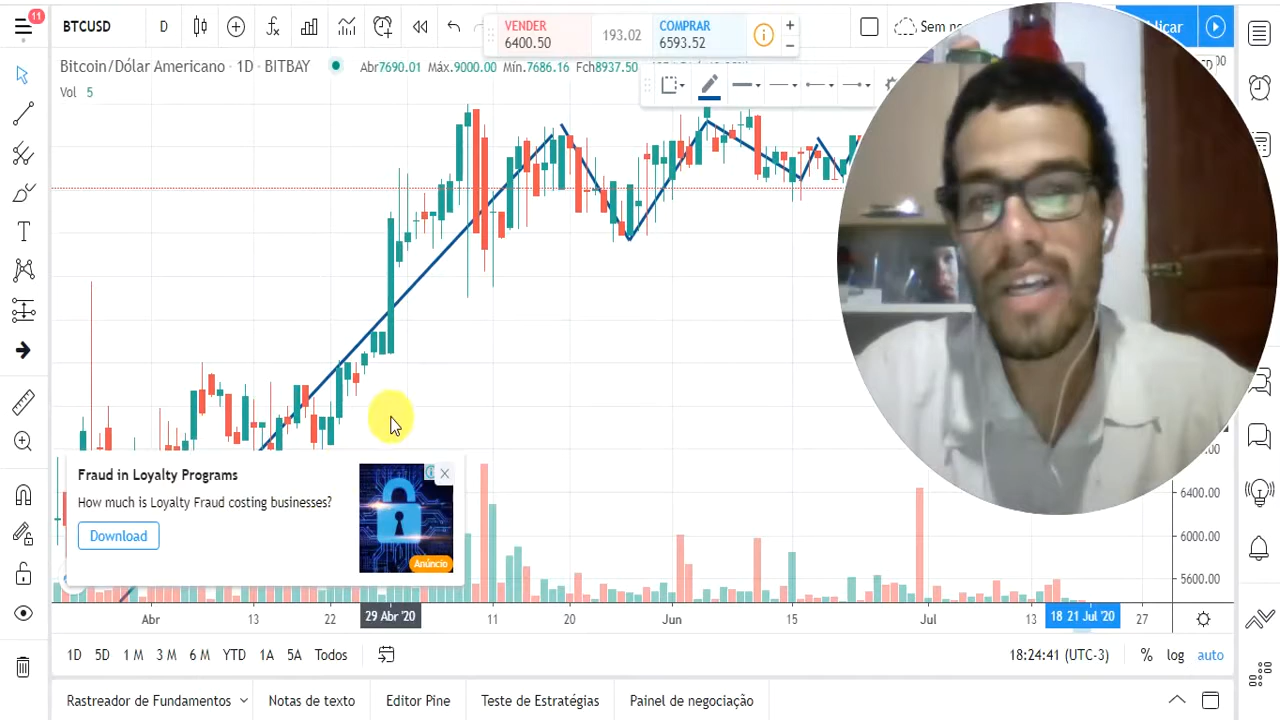 11
BTCUSD
D
VENDER
6400.50
193.02
COMPRAR
6593.52
Sem
icar
Bitcoin/Dólar Americano · 1D · BITBAY
Abr7690.01 Máx.9000.00 Mín.7686.16 Fch8937.50
Vol 5
Fraud in Loyalty Programs
How much is Loyalty Fraud costing businesses?
Download
Anúncio
6400.00
6000.00
5600.00
Abr
13
22
29 Abr '20
11
20
Jun
15
Jul
13
18
21 Jul '20
27
1D 5D 1 M 3 M 6 M YTD 1A 5A Todos
18:24:41 (UTC-3)
% log auto
Rastreador de Fundamentos
Notas de texto
Editor Pine
Teste de Estratégias
Painel de negociação